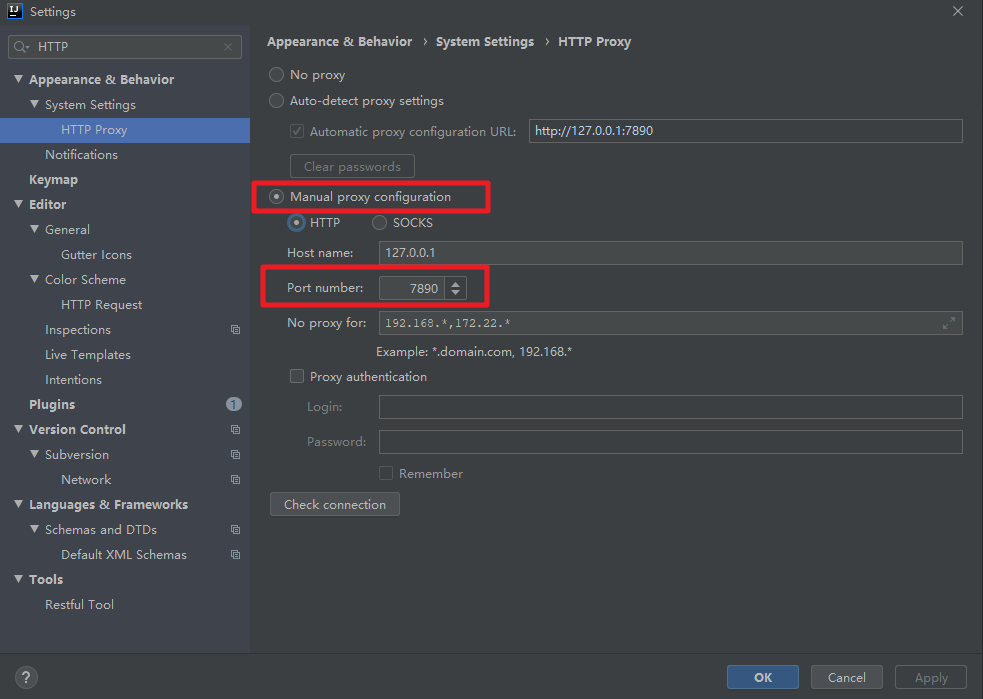 Settings
HTTP
Appearance & Behavior
System Settings
HTTP Proxy
Notifications
Keymap
Editor
General
Gutter Icons
Color Scheme
HTTP Request
Inspections
Live Templates
Intentions
Plugins 1
Version Control
Subversion
Network
Languages & Frameworks
Schemas and DTDs
Default XML Schemas
Tools
Restful Tool
Appearance & Behavior › System Settings › HTTP Proxy
No proxy
Auto-detect proxy settings
Automatic proxy configuration URL: http://127.0.0.1:7890
Clear passwords
Manual proxy configuration
HTTP SOCKS
Host name: 127.0.0.1
Port number: 7890
No proxy for: 192.168.*,172.22.*
Example: *.domain.com, 192.168.*
Proxy authentication
Login:
Password:
Remember
Check connection
? OK Cancel Apply